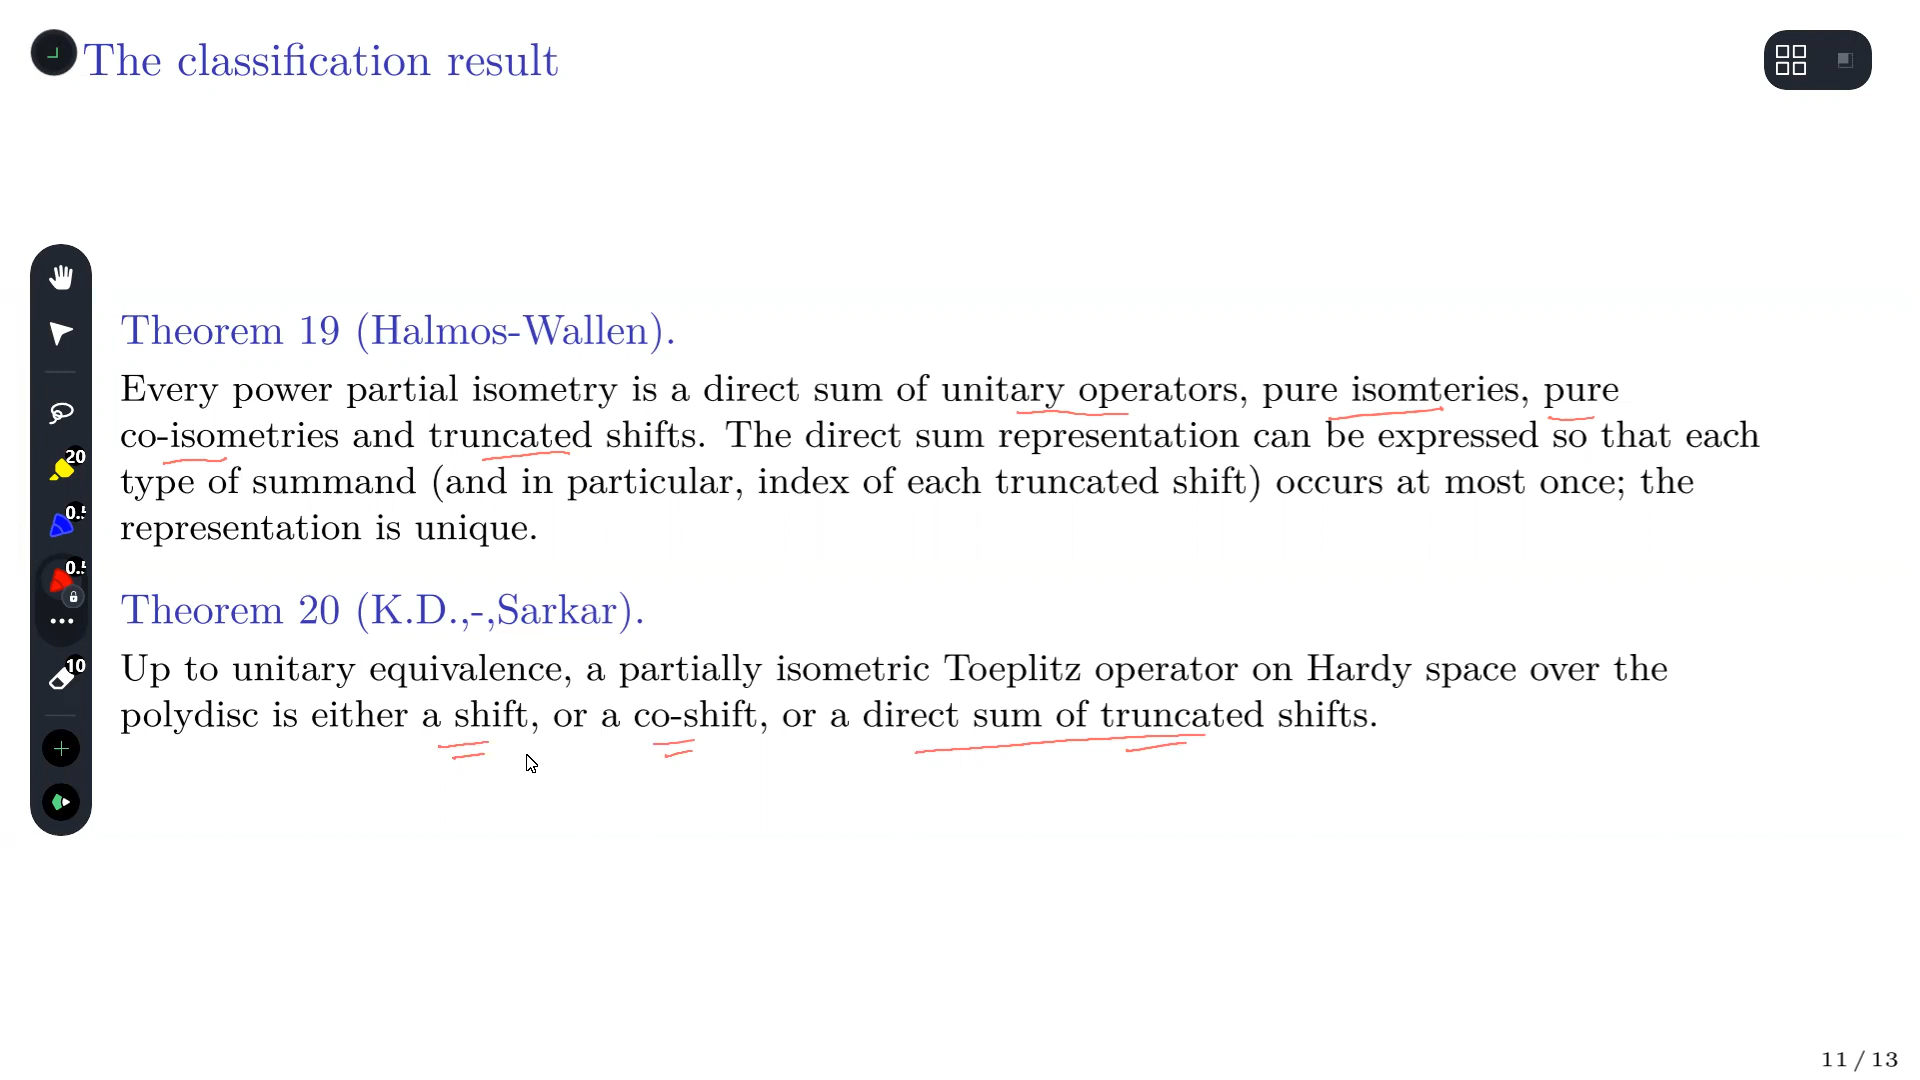 The classification result
Theorem 19 (Halmos-Wallen).
Every power partial isometry is a direct sum of unitary operators, pure isomteries, pure
co-isometries and truncated shifts. The direct sum representation can be expressed so that each
type of summand (and in particular, index of each truncated shift) occurs at most once; the
representation is unique.
Theorem 20 (K.D.,-,Sarkar).
Up to unitary equivalence, a partially isometric Toeplitz operator on Hardy space over the
polydisc is either a shift, or a co-shift, or a direct sum of truncated shifts.
20
10
11 / 13